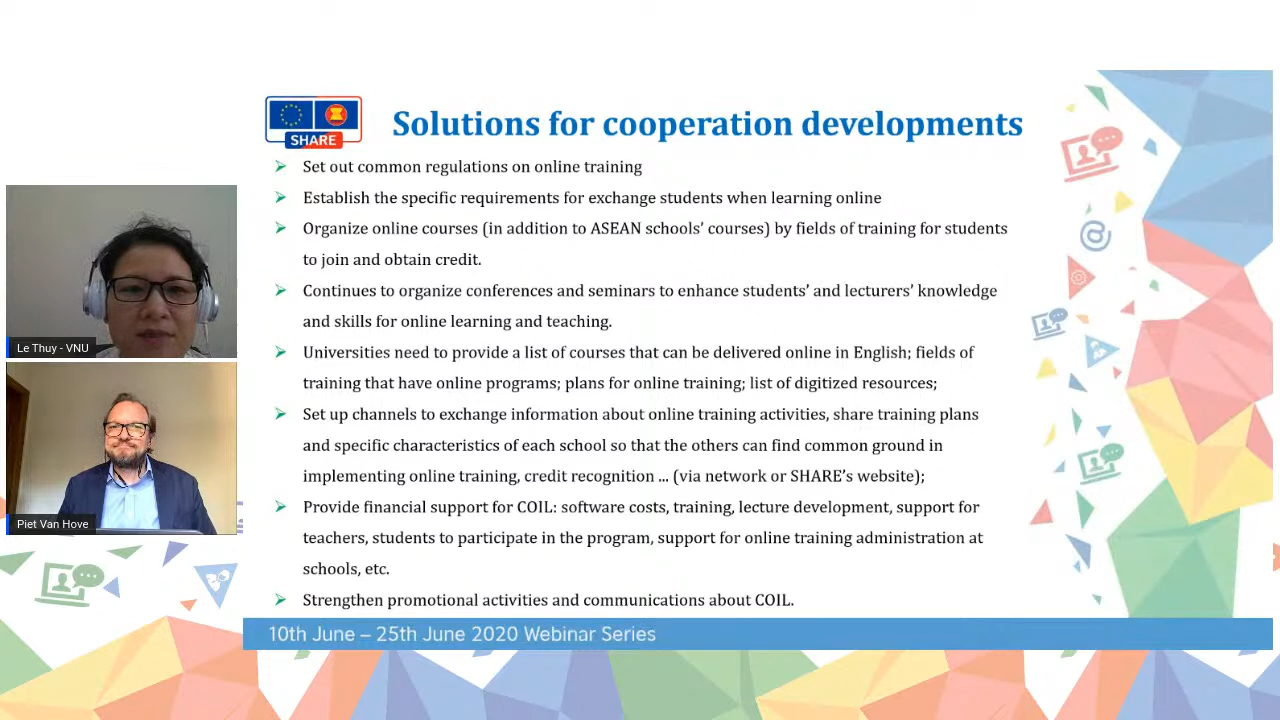 SHARE
Solutions for cooperation developments
Set out common regulations on online training
Establish the specific requirements for exchange students when learning online
Organize online courses (in addition to ASEAN schools’ courses) by fields of training for students
to join and obtain credit.
Continues to organize conferences and seminars to enhance students’ and lecturers’ knowledge
and skills for online learning and teaching.
Universities need to provide a list of courses that can be delivered online in English; fields of
training that have online programs; plans for online training; list of digitized resources;
Set up channels to exchange information about online training activities, share training plans
and specific characteristics of each school so that the others can find common ground in
implementing online training, credit recognition ... (via network or SHARE’s website);
Provide financial support for COIL: software costs, training, lecture development, support for
teachers, students to participate in the program, support for online training administration at
schools, etc.
Strengthen promotional activities and communications about COIL.
10th June – 25th June 2020 Webinar Series
Le Thuy - VNU
Piet Van Hove